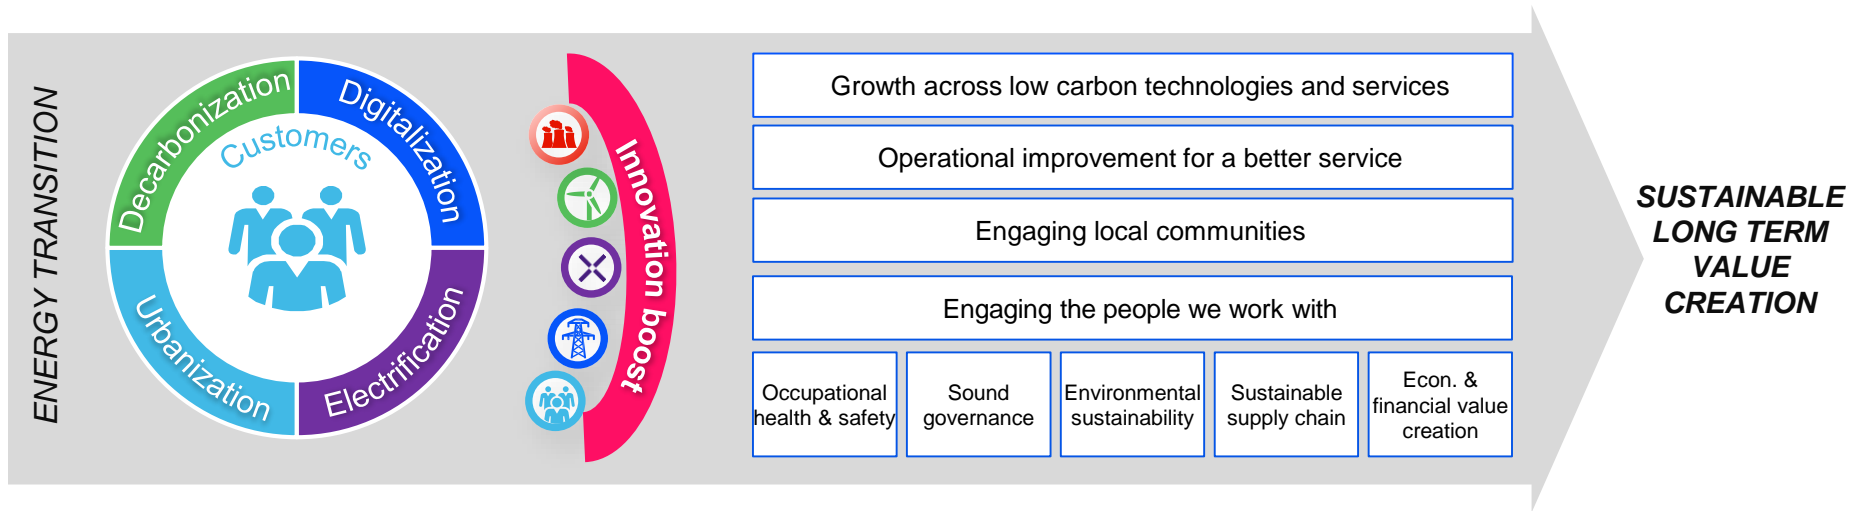 ENERGY TRANSITION
Decarbonization
Digitalization
Customers
Urbanization
Electrification
Innovation boost
Growth across low carbon technologies and services
Operational improvement for a better service
Engaging local communities
Engaging the people we work with
Occupational
health & safety
Sound
governance
Environmental
sustainability
Sustainable
supply chain
Econ. &
financial value
creation
SUSTAINABLE
LONG TERM
VALUE
CREATION